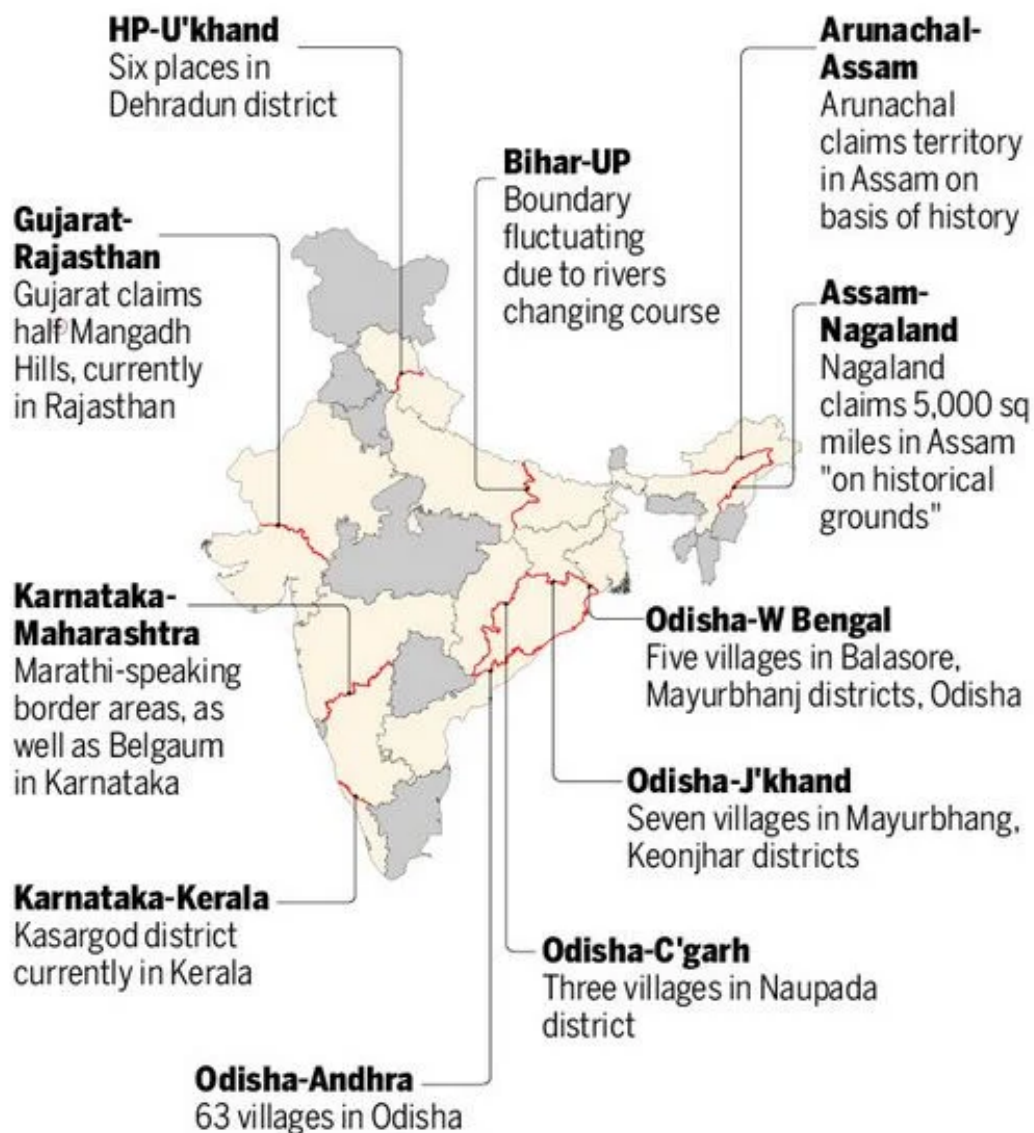 HP-U'khand
Six places in
Dehradun district
Arunachal-
Assam
Arunachal
claims territory
in Assam on
basis of history
Bihar-UP
Boundary
fluctuating
due to rivers
changing course
Gujarat-
Rajasthan
Gujarat claims
half Mangadh
Hills, currently
in Rajasthan
Assam-
Nagaland
Nagaland
claims 5,000 sq
miles in Assam
"on historical
grounds"
Karnataka-
Maharashtra
Marathi-speaking
border areas, as
well as Belgaum
in Karnataka
Odisha-W Bengal
Five villages in Balasore,
Mayurbhanj districts, Odisha
Odisha-J'khand
Seven villages in Mayurbhang,
Keonjhar districts
Karnataka-Kerala
Kasargod district
currently in Kerala
Odisha-C'garh
Three villages in Naupada
district
Odisha-Andhra
63 villages in Odisha